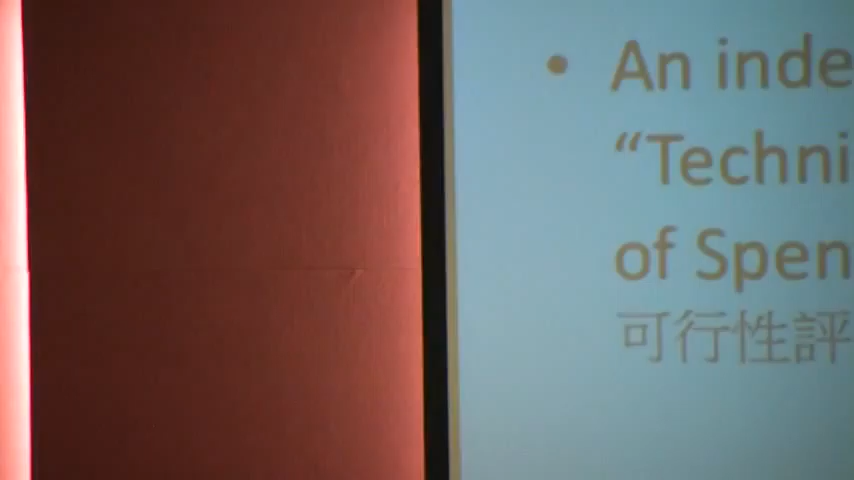 • An inde
“Techni
of Spen
可行性評